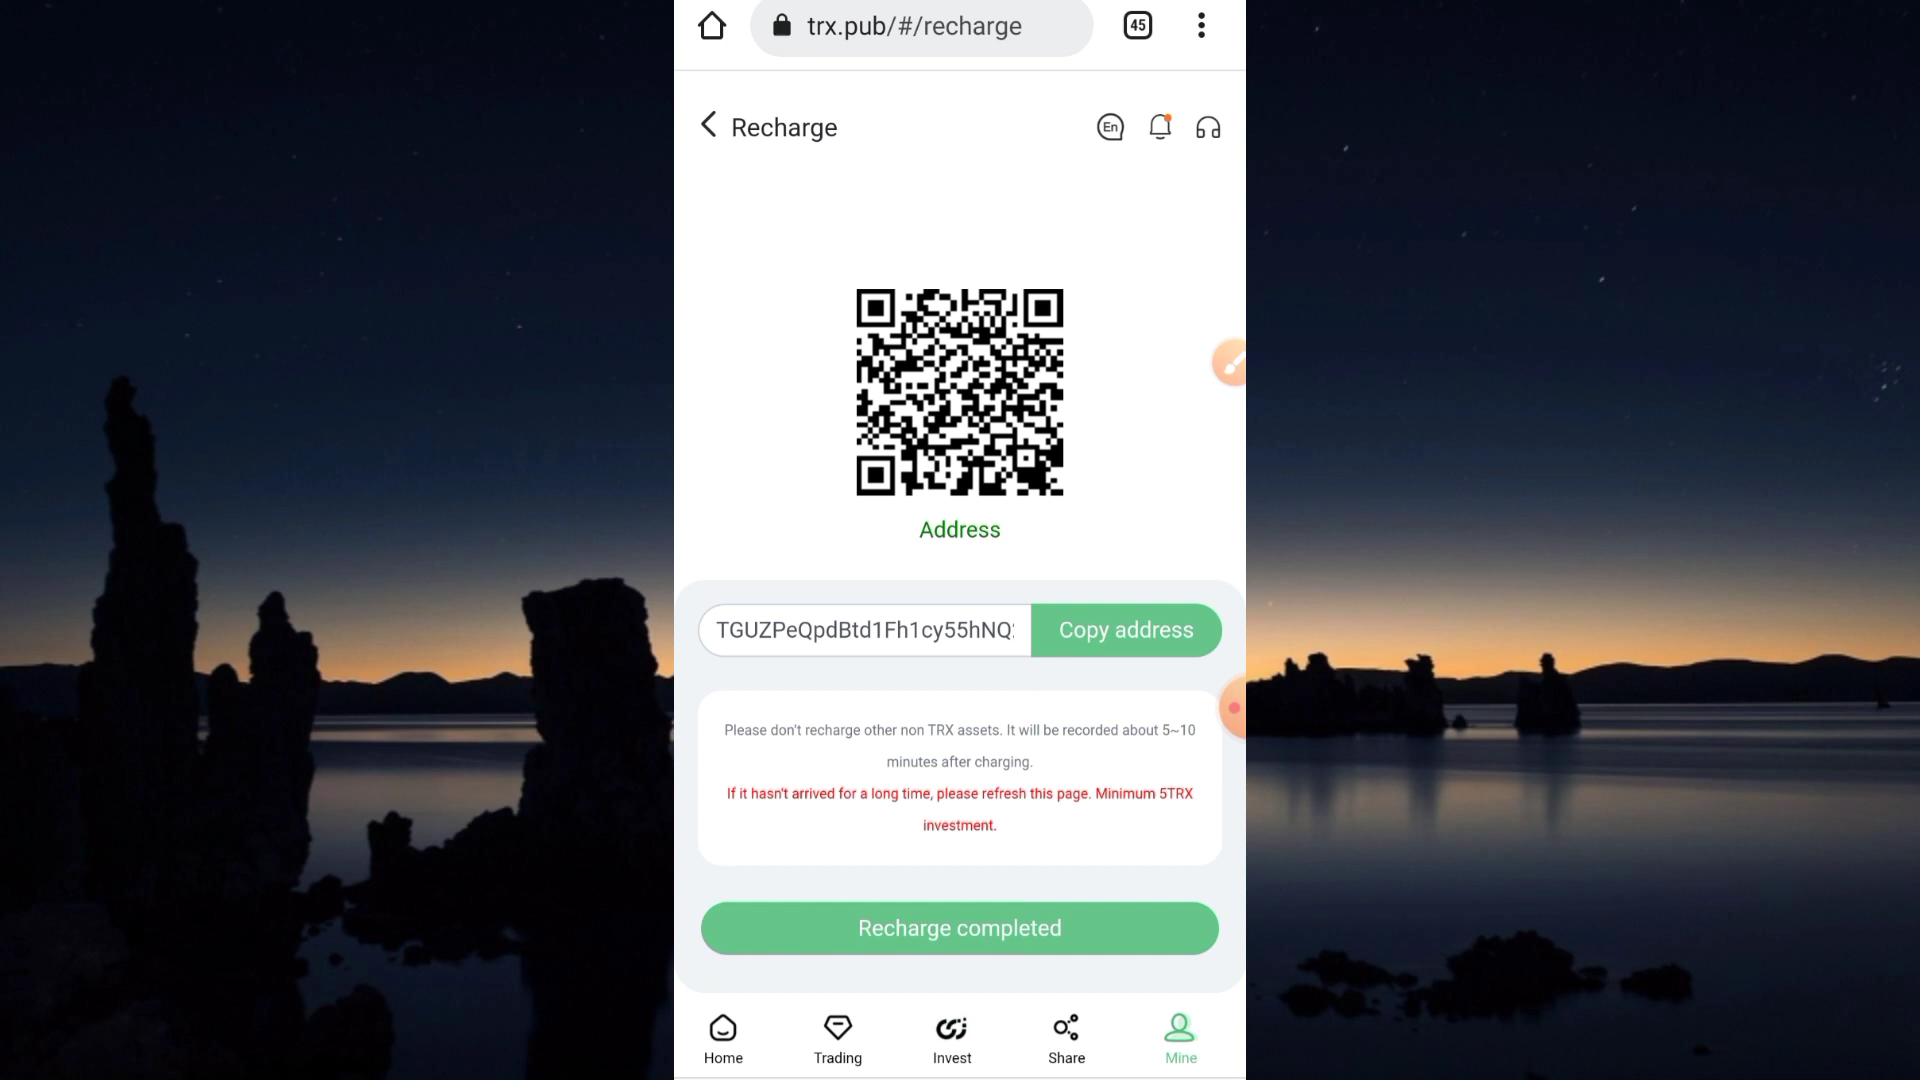 trx.pub/#/recharge
45
Recharge
En
Address
TGUZPeQpdBtd1Fh1cy55hNQ
Copy address
Please don't recharge other non TRX assets. It will be recorded about 5~10
minutes after charging.
If it hasn't arrived for a long time, please refresh this page. Minimum 5TRX
investment.
Recharge completed
Home
Trading
Invest
Share
Mine